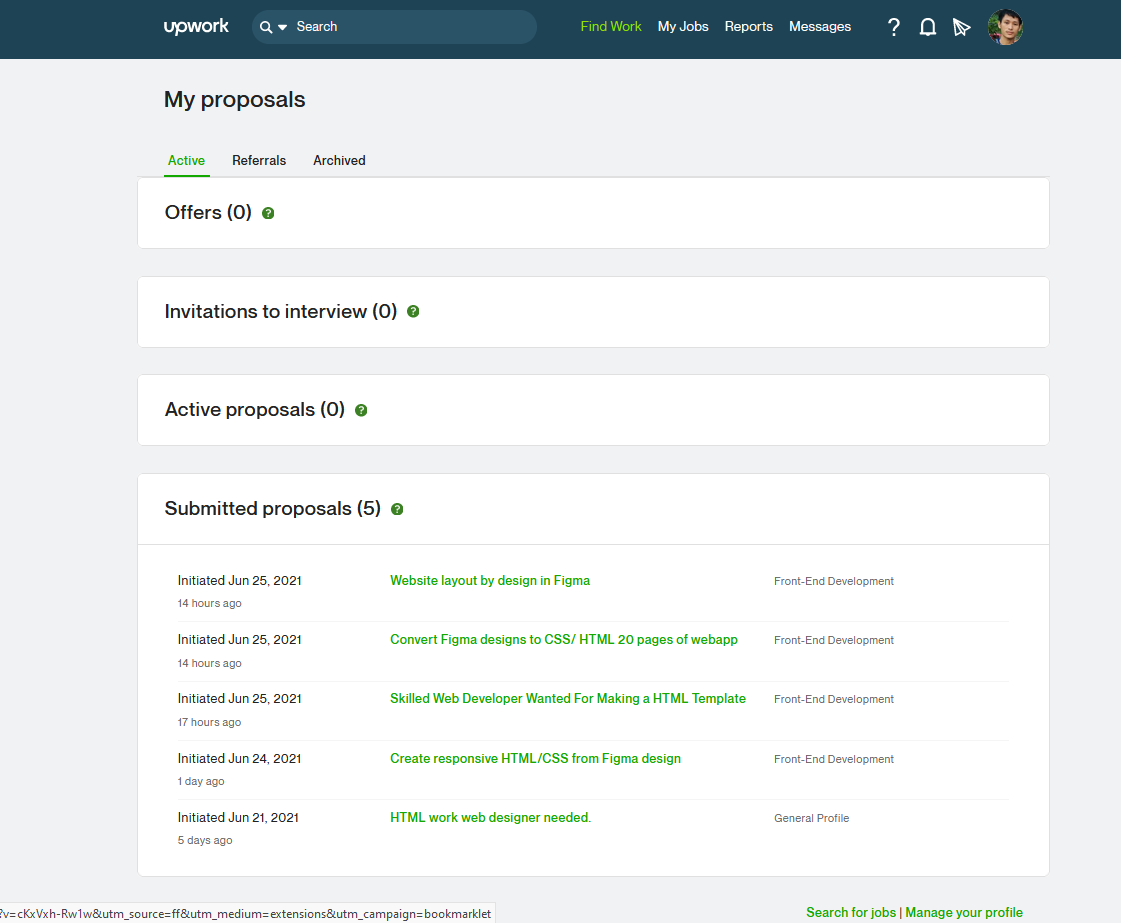 upwork Search Find Work My Jobs Reports Messages
My proposals
Active Referrals Archived
Offers (0)
Invitations to interview (0)
Active proposals (0)
Submitted proposals (5)
Initiated Jun 25, 2021 Website layout by design in Figma Front-End Development
14 hours ago
Initiated Jun 25, 2021 Convert Figma designs to CSS/ HTML 20 pages of webapp Front-End Development
14 hours ago
Initiated Jun 25, 2021 Skilled Web Developer Wanted For Making a HTML Template Front-End Development
17 hours ago
Initiated Jun 24, 2021 Create responsive HTML/CSS from Figma design Front-End Development
1 day ago
Initiated Jun 21, 2021 HTML work web designer needed. General Profile
5 days ago
?v=cKxVxh-Rw1w&utm_source=ff&utm_medium=extensions&utm_campaign=bookmarklet
Search for jobs | Manage your profile